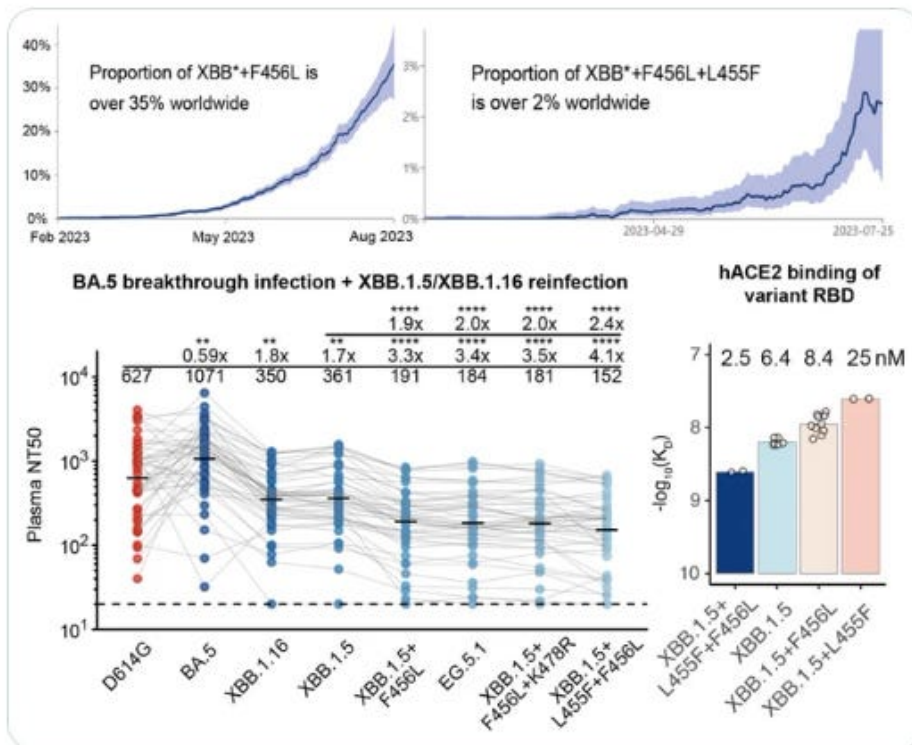 40%
30%
20%
10%
0%
Proportion of XBB*+F456L is
over 35% worldwide
Feb 2023
May 2023
Aug 2023
3%
2%
1%
0%
Proportion of XBB*+F456L+L455F
is over 2% worldwide
2023-04-29
2023-07-25
BA.5 breakthrough infection + XBB.1.5/XBB.1.16 reinfection
**** **** **** ****
1.9x 2.0x 2.0x 2.4x
** ** ** **** **** **** ****
0.59x 1.8x 1.7x 3.3x 3.4x 3.5x 4.1x
627 1071 350 361 191 184 181 152
Plasma NT50
10⁴
10³
10²
10¹
D614G
BA.5
XBB.1.16
XBB.1.5
XBB.1.5+
F456L
EG.5.1
XBB.1.5+
F456L+K478R
XBB.1.5+
L455F+F456L
hACE2 binding of
variant RBD
2.5 6.4 8.4 25 nM
-log₁₀(K_D)
7
8
9
10
XBB.1.5+
L455F+F456L
XBB.1.5
XBB.1.5+F456L
XBB.1.5+L455F